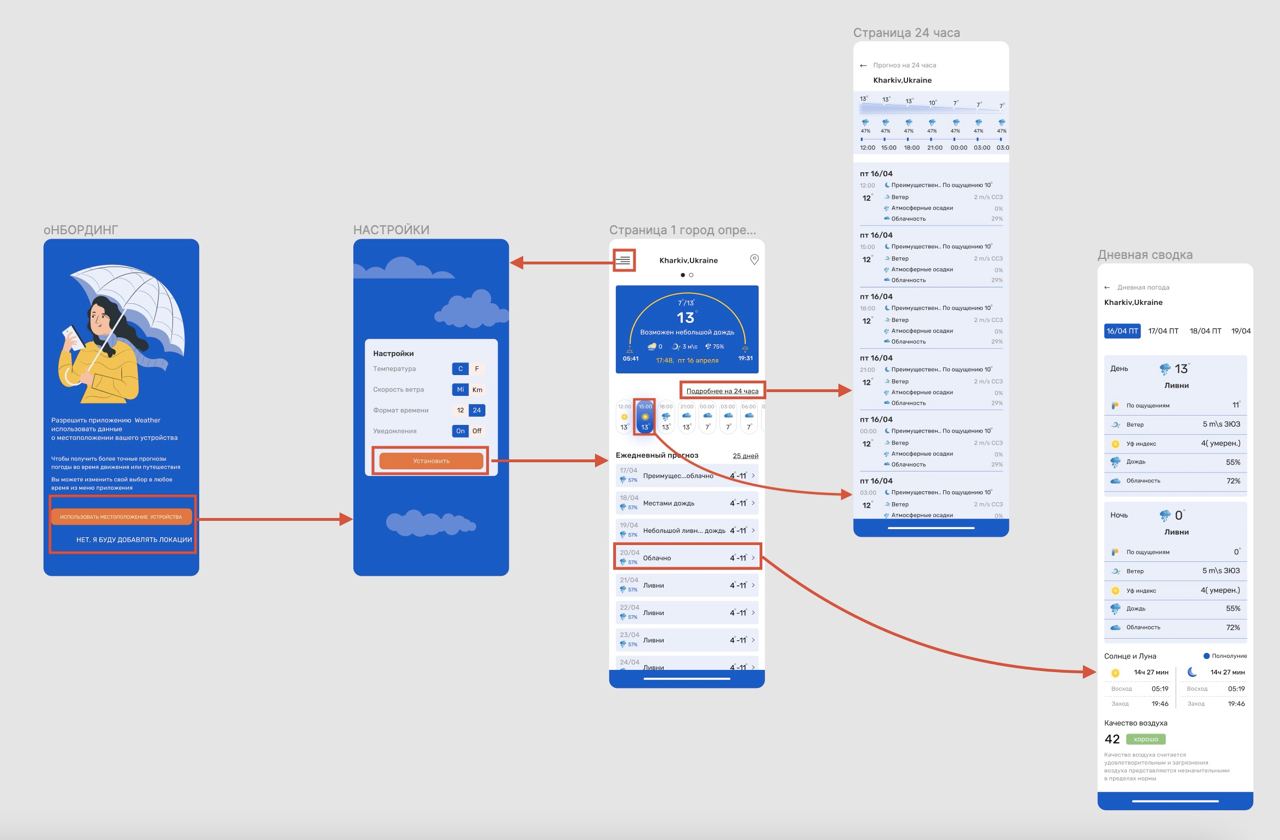 оНБОРДИНГ
Разрешить приложению Weather
использовать данные
о местоположении вашего устройства
Чтобы получить более точные прогнозы
погоды во время движения или путешествия
Вы можете изменить свой выбор в любое
время из меню приложения
ИСПОЛЬЗОВАТЬ МЕСТОПОЛОЖЕНИЕ УСТРОЙСТВА
НЕТ. Я БУДУ ДОБАВЛЯТЬ ЛОКАЦИИ
НАСТРОЙКИ
Настройки
Температура C F
Скорость ветра Mi Km
Формат времени 12 24
Уведомления On Off
Установить
Страница 1 город опре...
Kharkiv,Ukraine
7°/13°
13°
Возможен небольшой дождь
0 3 м\с 75%
05:41 17:48, пт 16 апреля 19:31
Подробнее на 24 часа
12:00 15:00 18:00 21:00 00:00 03:00 06:00
13° 13° 13° 7° 7° 7° 7°
Ежедневный прогноз 25 дней
17/04
57% Преимущес...облачно 4°-11°
18/04
57% Местами дождь 4°-11°
19/04
57% Небольшой ливн... дождь 4°-11°
20/04
57% Облачно 4°-11°
21/04
57% Ливни 4°-11°
22/04
57% Ливни 4°-11°
23/04
57% Ливни 4°-11°
24/04
Ливни 4°-11°
Страница 24 часа
← Прогноз на 24 часа
Kharkiv,Ukraine
13° 13° 13° 10° 7° 7° 7°
47% 47% 47% 47% 47% 47% 47%
12:00 15:00 18:00 21:00 00:00 03:00 03:0
пт 16/04
12:00 Преимуществен.. По ощущению 10°
12° Ветер 2 m/s ССЗ
Атмосферные осадки 0%
Облачность 29%
пт 16/04
15:00 Преимуществен.. По ощущению 10°
12° Ветер 2 m/s ССЗ
Атмосферные осадки 0%
Облачность 29%
пт 16/04
18:00 Преимуществен.. По ощущению 10°
12° Ветер 2 m/s ССЗ
Атмосферные осадки 0%
Облачность 29%
пт 16/04
21:00 Преимуществен.. По ощущению 10°
12° Ветер 2 m/s ССЗ
Атмосферные осадки 0%
Облачность 29%
пт 16/04
00:00 Преимуществен.. По ощущению 10°
12° Ветер 2 m/s ССЗ
Атмосферные осадки 0%
Облачность 29%
пт 16/04
03:00 Преимуществен.. По ощущению 10°
12° Ветер 2 m/s ССЗ
Атмосферные осадки 0%
Дневная сводка
← Дневная погода
Kharkiv,Ukraine
16/04 ПТ 17/04 ПТ 18/04 ПТ 19/04
День 13°
Ливни
По ощущениям 11°
Ветер 5 m\s ЗЮЗ
Уф индекс 4( умерен.)
Дождь 55%
Облачность 72%
Ночь 0°
Ливни
По ощущениям 0°
Ветер 5 m\s ЗЮЗ
Уф индекс 4( умерен.)
Дождь 55%
Облачность 72%
Солнце и Луна Полнолуние
14ч 27 мин 14ч 27 мин
Восход 05:19 Восход 05:19
Заход 19:46 Заход 19:46
Качество воздуха
42 хорошо
Качество воздуха считается
удовлетворительным и загрязнения
воздуха представляется незначительными
в пределах нормы